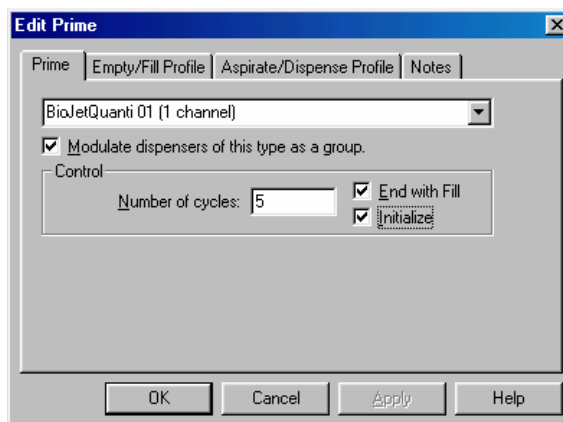 Edit Prime
Prime Empty/Fill Profile Aspirate/Dispense Profile Notes
BioJetQuanti 01 (1 channel)
Modulate dispensers of this type as a group.
Control
Number of cycles: 5
End with Fill
Initialize
OK Cancel Apply Help